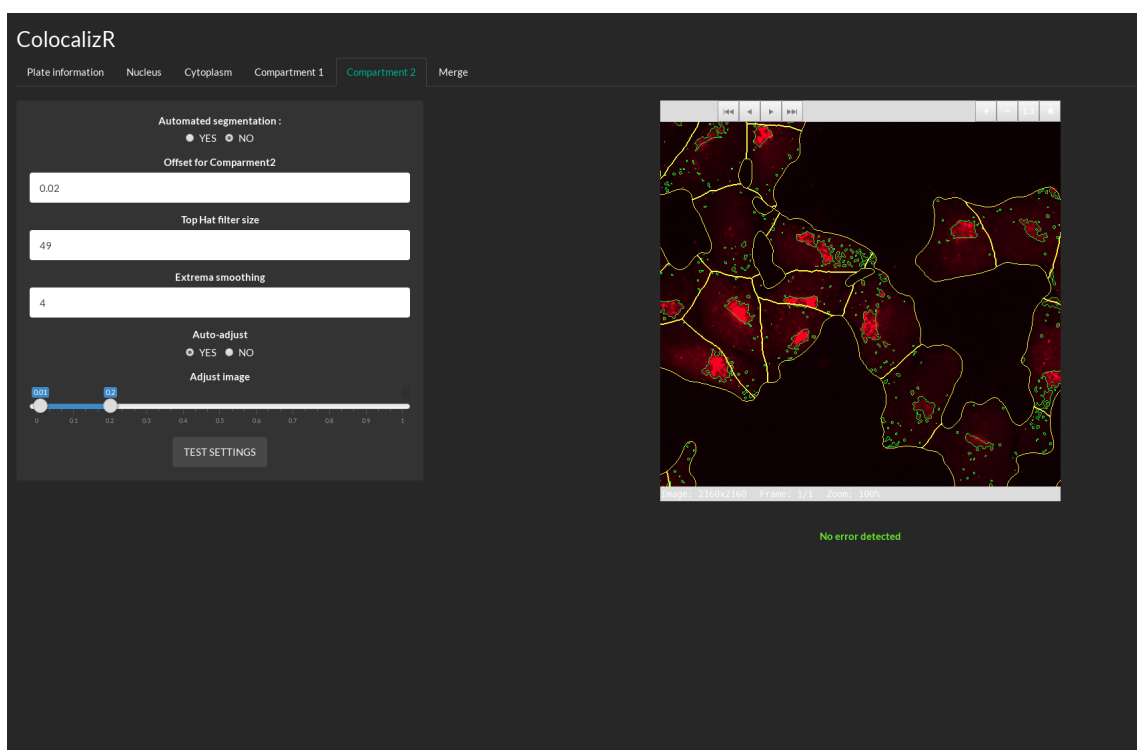 ColocalizR
Plate information Nucleus Cytoplasm Compartment 1 Compartment 2 Merge
Automated segmentation :
YES NO
Offset for Comparment2
0.02
Top Hat filter size
49
Extrema smoothing
4
Auto-adjust
YES NO
Adjust image
0.01 0.2
0 0.1 0.2 0.3 0.4 0.5 0.6 0.7 0.8 0.9 1
TEST SETTINGS
Image: 2160x2160 Frame: 1/1 Zoom: 100%
No error detected